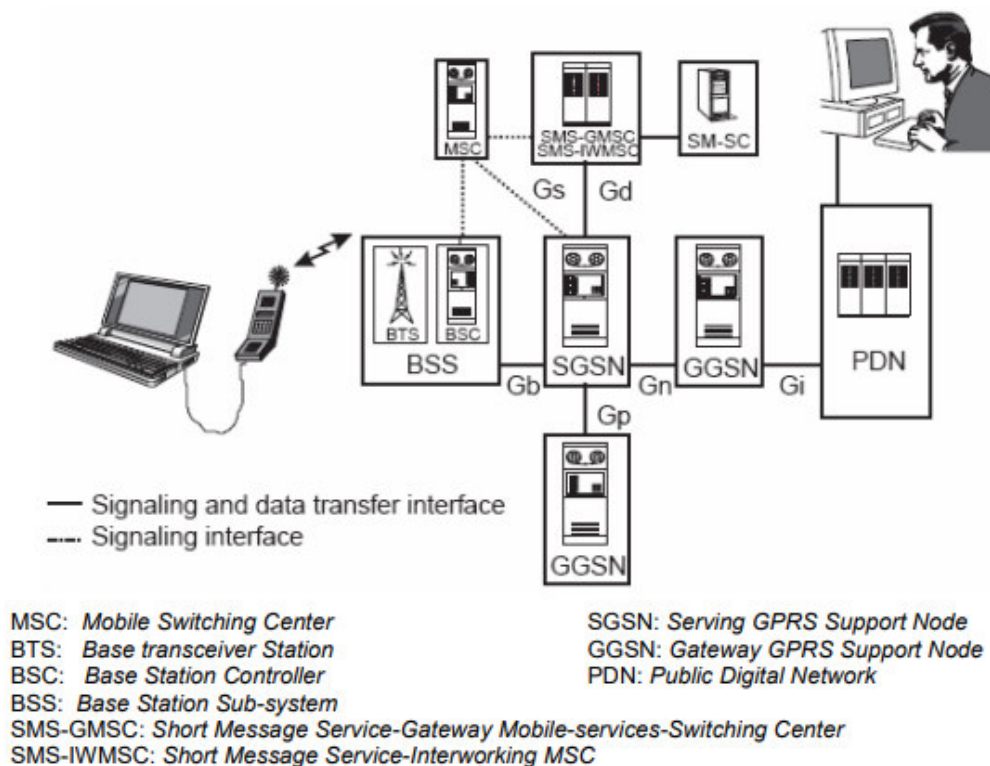 MSC
SMS-GMSC
SMS-IWMSC
SM-SC
Gs
Gd
BTS
BSC
BSS
Gb
SGSN
Gn
GGSN
Gi
PDN
Gp
GGSN
Signaling and data transfer interface
Signaling interface
MSC: Mobile Switching Center
SGSN: Serving GPRS Support Node
BTS: Base transceiver Station
GGSN: Gateway GPRS Support Node
BSC: Base Station Controller
PDN: Public Digital Network
BSS: Base Station Sub-system
SMS-GMSC: Short Message Service-Gateway Mobile-services-Switching Center
SMS-IWMSC: Short Message Service-Interworking MSC